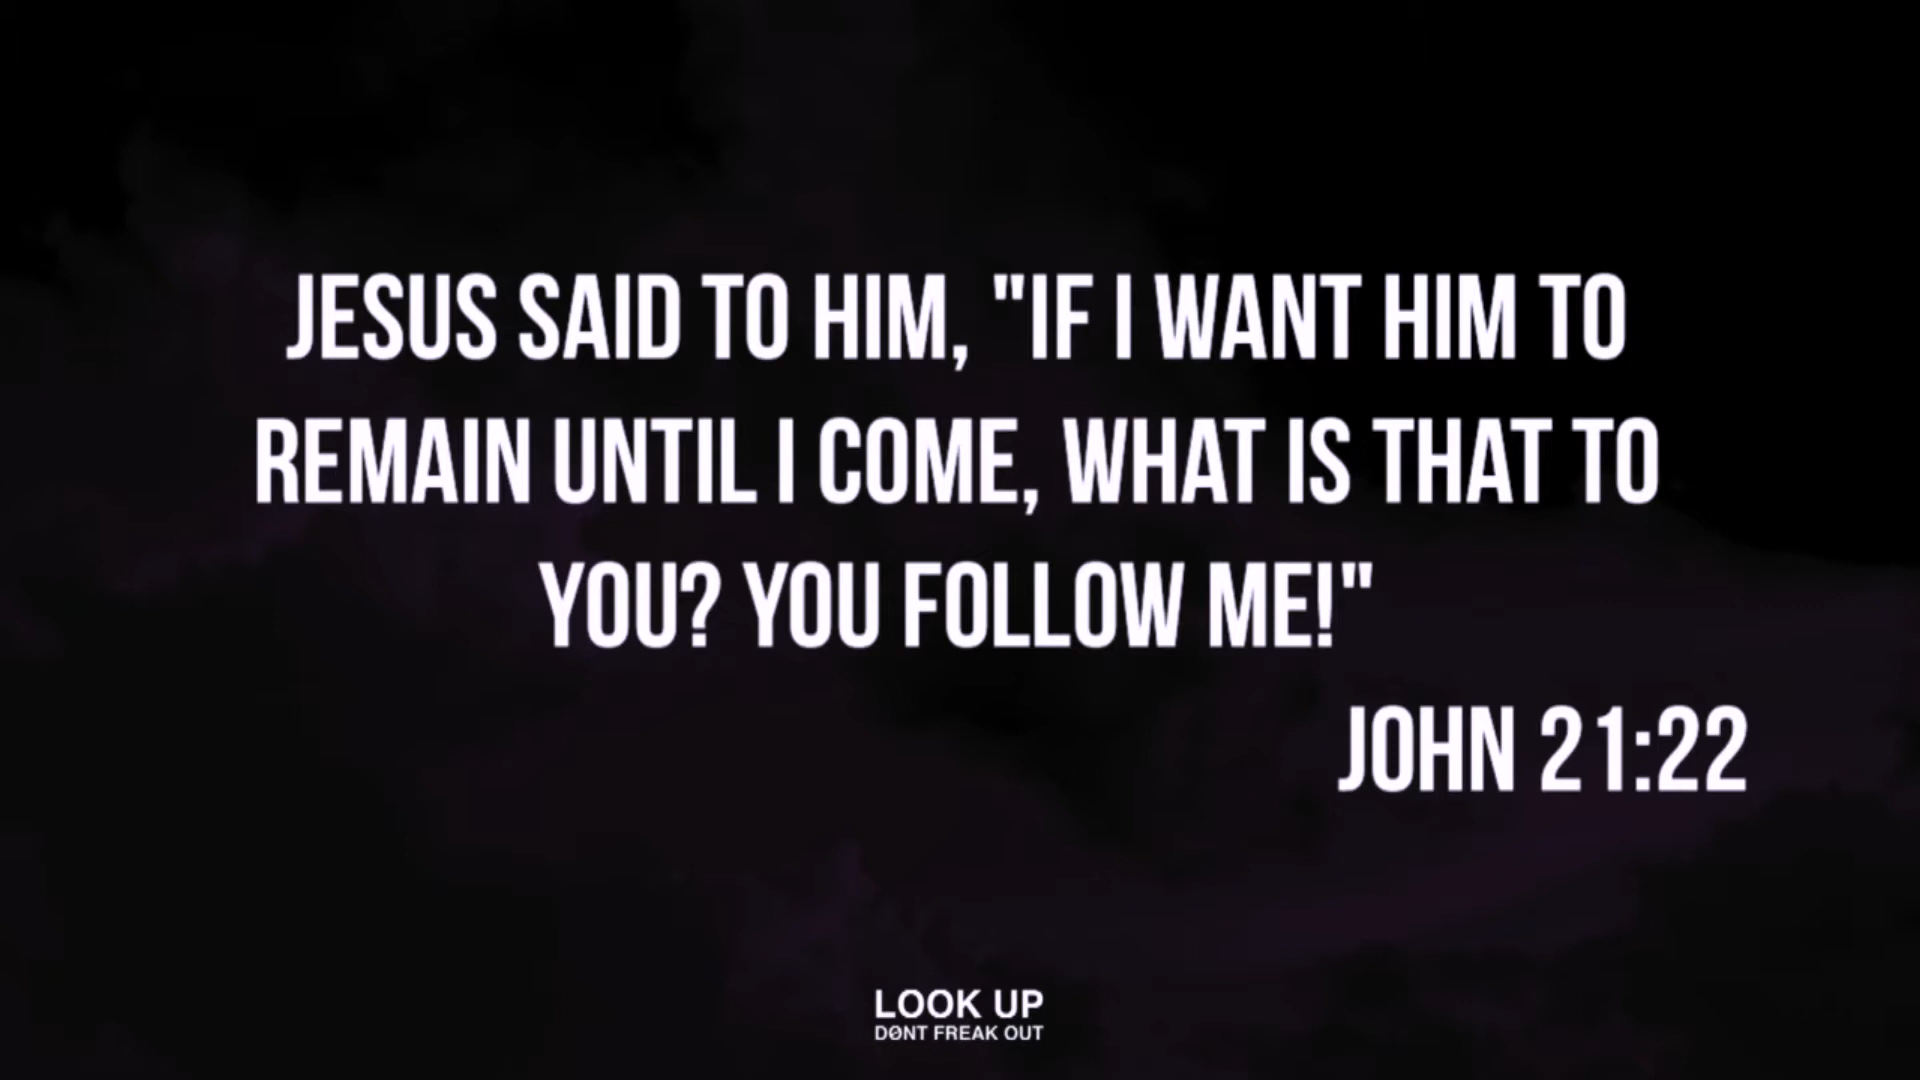 JESUS SAID TO HIM, "IF I WANT HIM TO
REMAIN UNTIL I COME, WHAT IS THAT TO
YOU? YOU FOLLOW ME!"
JOHN 21:22
LOOK UP
DØNT FREAK OUT